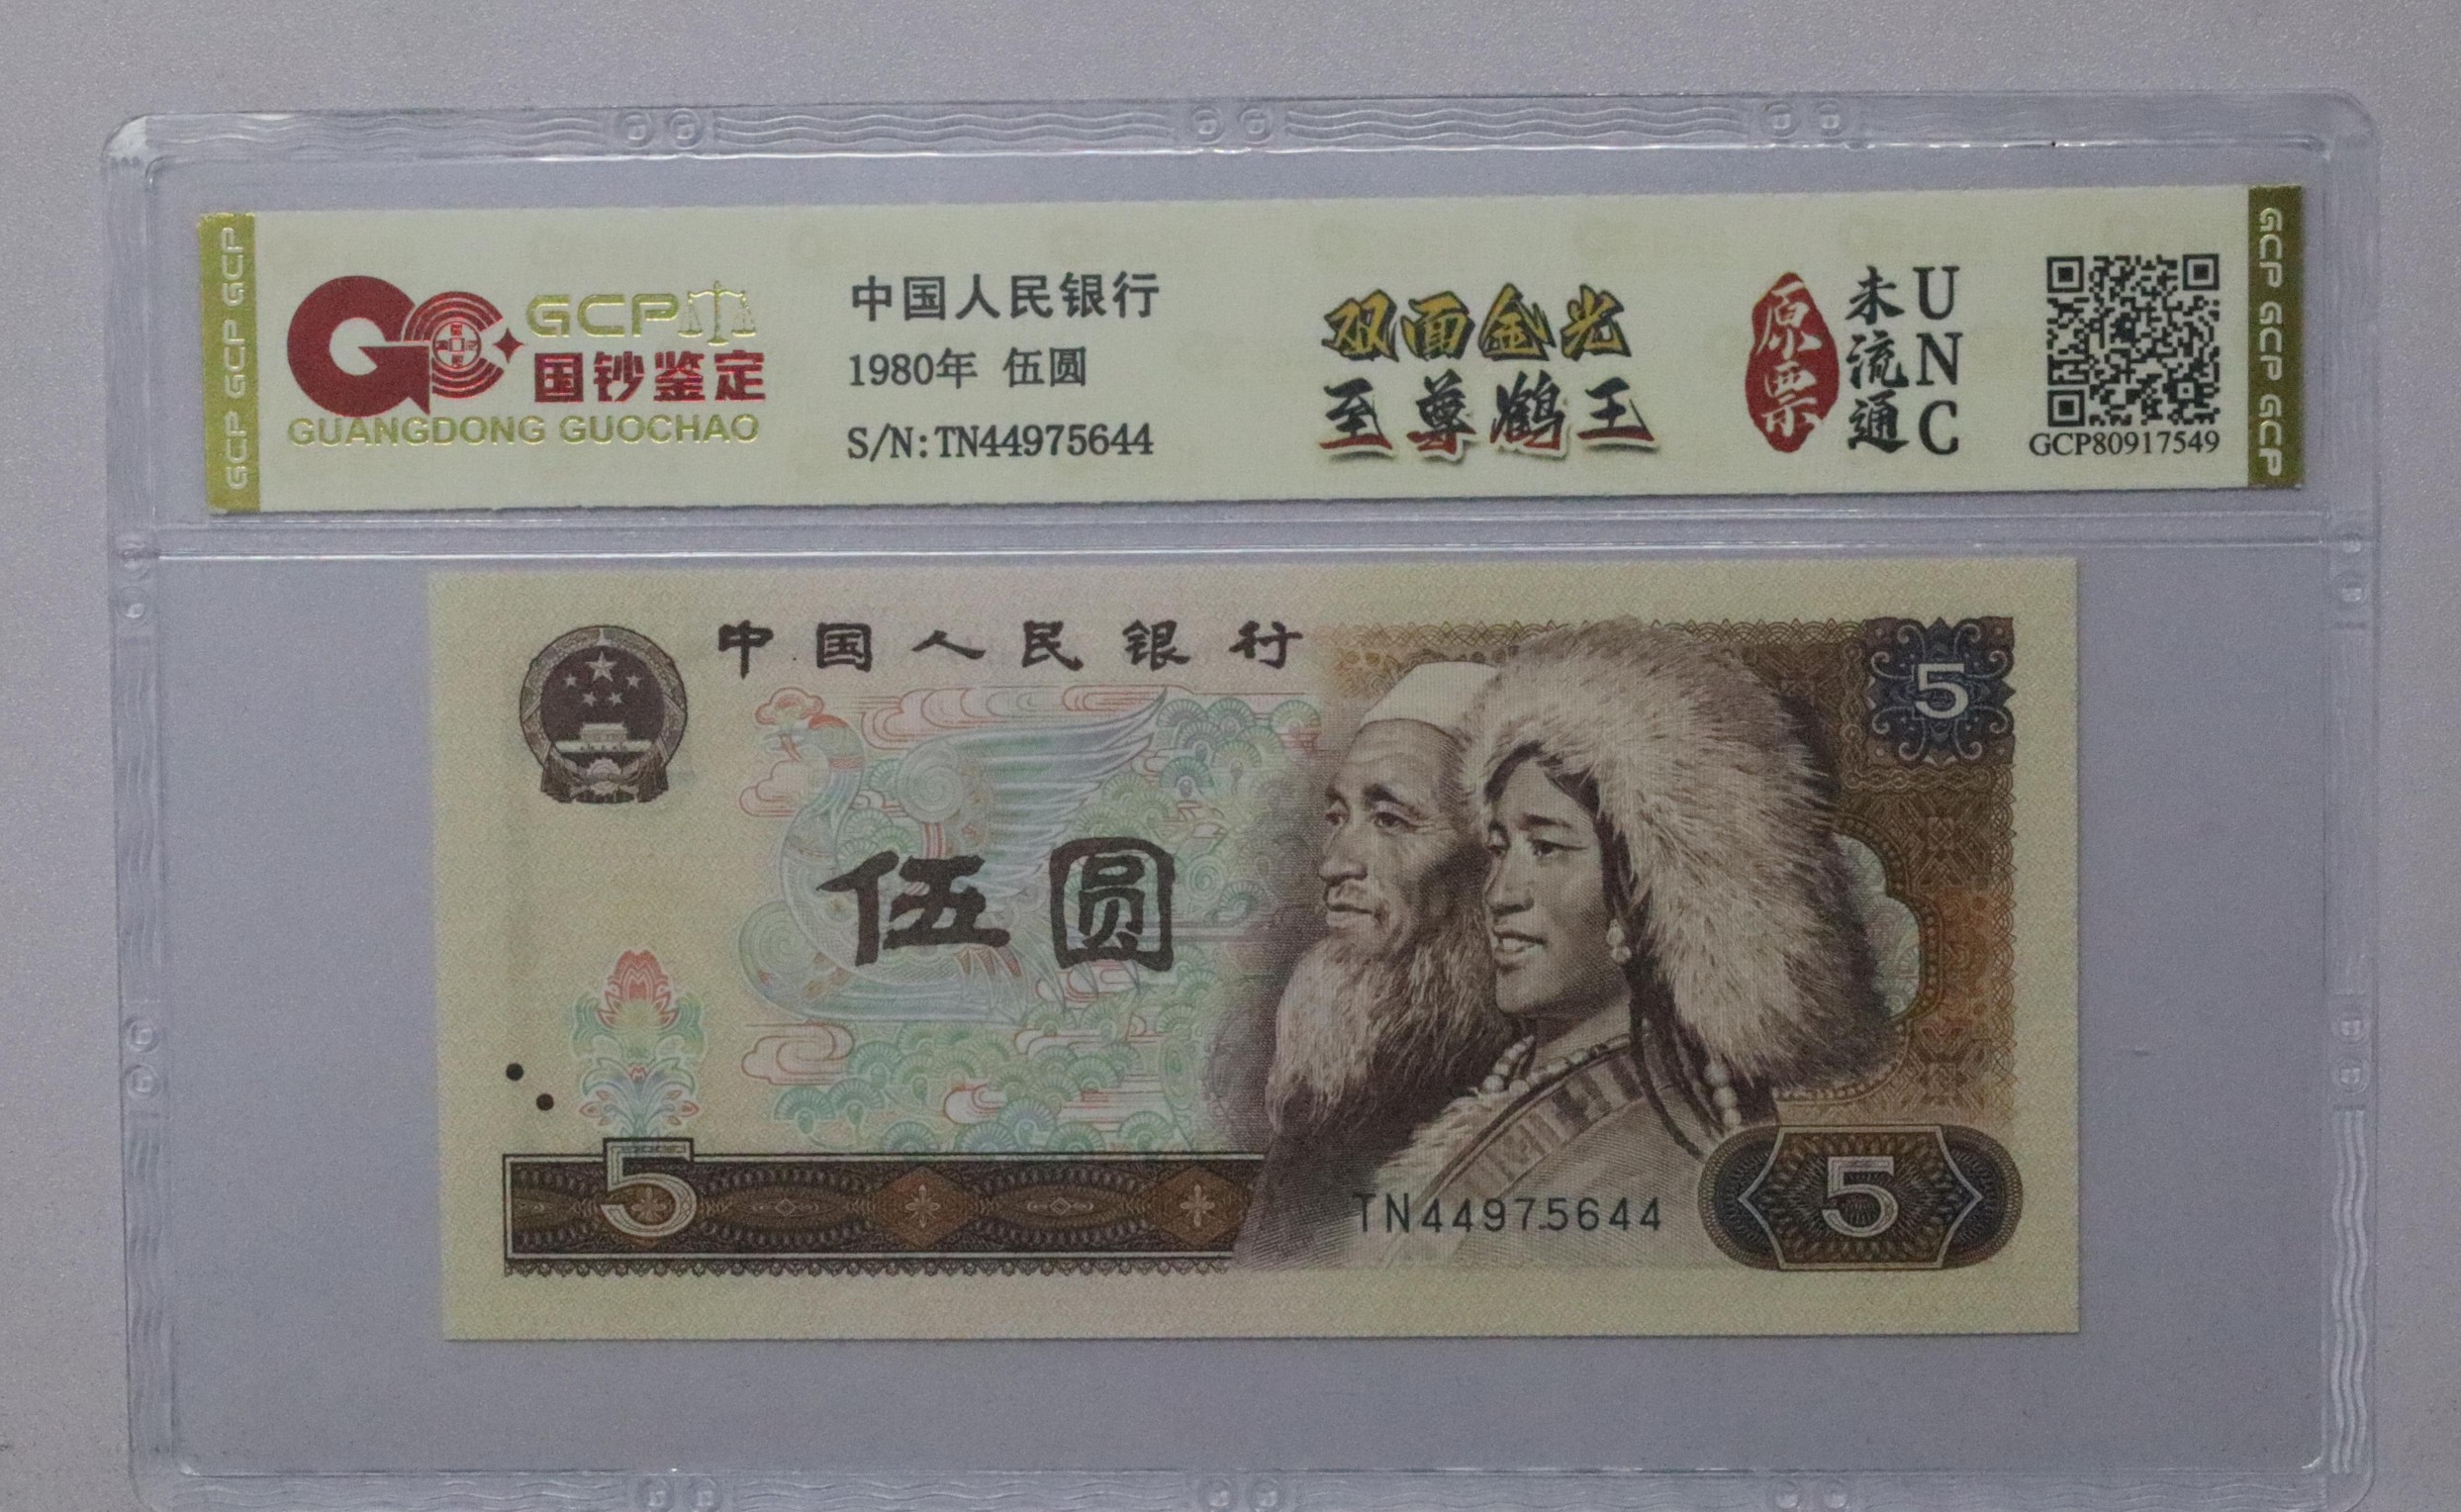 GCP GCP GCP
GCP
国钞鉴定
GUANGDONG GUOCHAO
中国人民银行
1980年 伍圆
S/N:TN44975644
双面金光
至尊鹤王
原票
未流通
UNC
GCP80917549
GCP GCP GCP
中国人民银行
5
伍圆
5
TN44975644
5